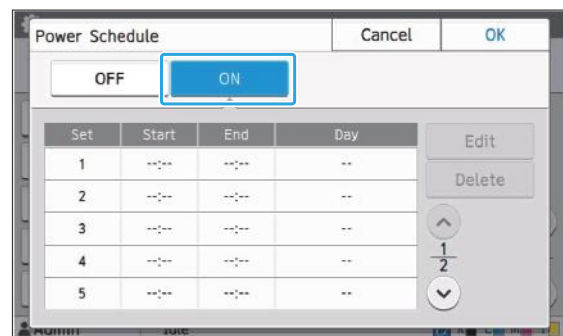 Power Schedule Cancel OK
OFF ON
Set Start End Day Edit
1 --:-- --:-- -- Delete
2 --:-- --:-- --
3 --:-- --:-- --
4 --:-- --:-- -- 1
2
5 --:-- --:-- --
Admin Idle